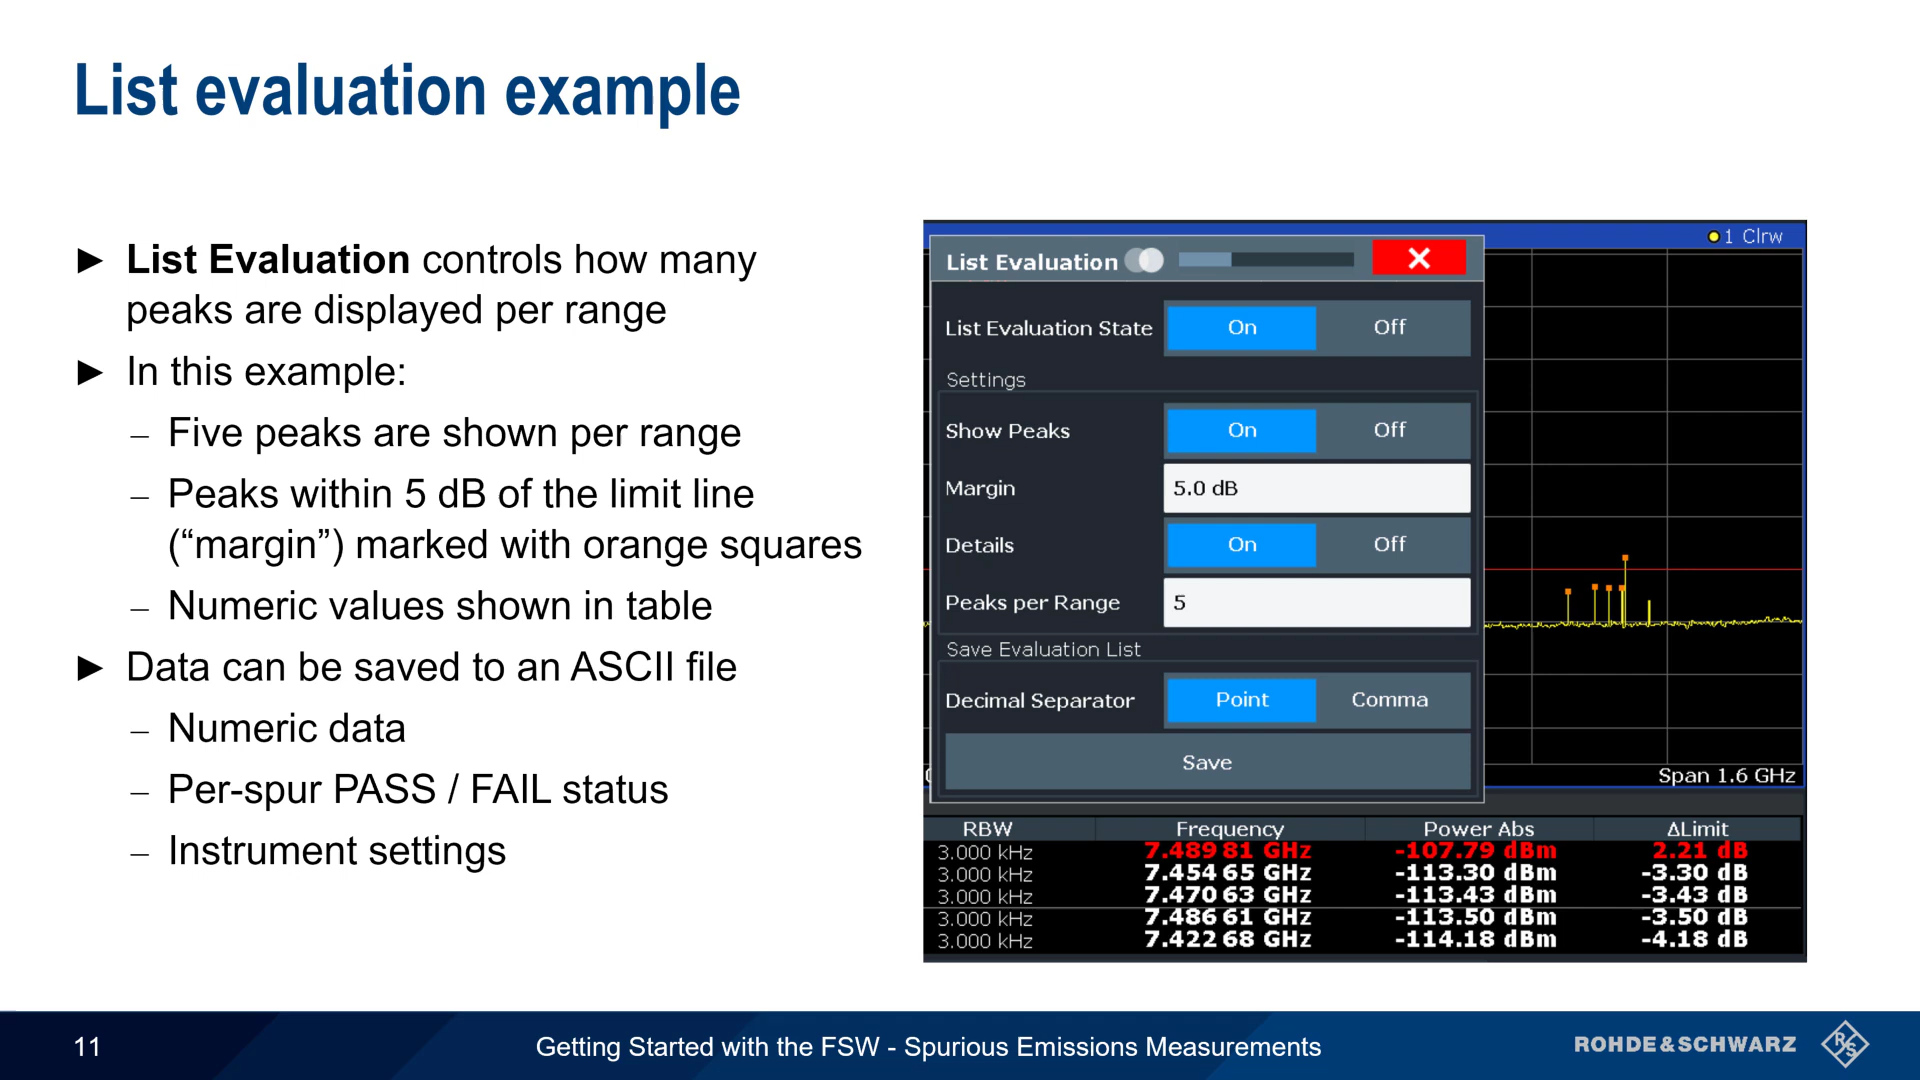 List evaluation example
► List Evaluation controls how many
peaks are displayed per range
► In this example:
– Five peaks are shown per range
– Peaks within 5 dB of the limit line
(“margin”) marked with orange squares
– Numeric values shown in table
► Data can be saved to an ASCII file
– Numeric data
– Per-spur PASS / FAIL status
– Instrument settings
1 Clrw
List Evaluation
List Evaluation State On Off
Settings
Show Peaks On Off
Margin 5.0 dB
Details On Off
Peaks per Range 5
Save Evaluation List
Decimal Separator Point Comma
Save
Span 1.6 GHz
RBW Frequency Power Abs ΔLimit
3.000 kHz 7.489 81 GHz -107.79 dBm 2.21 dB
3.000 kHz 7.454 65 GHz -113.30 dBm -3.30 dB
3.000 kHz 7.470 63 GHz -113.43 dBm -3.43 dB
3.000 kHz 7.486 61 GHz -113.50 dBm -3.50 dB
3.000 kHz 7.422 68 GHz -114.18 dBm -4.18 dB
11
Getting Started with the FSW - Spurious Emissions Measurements
ROHDE & SCHWARZ
R&S